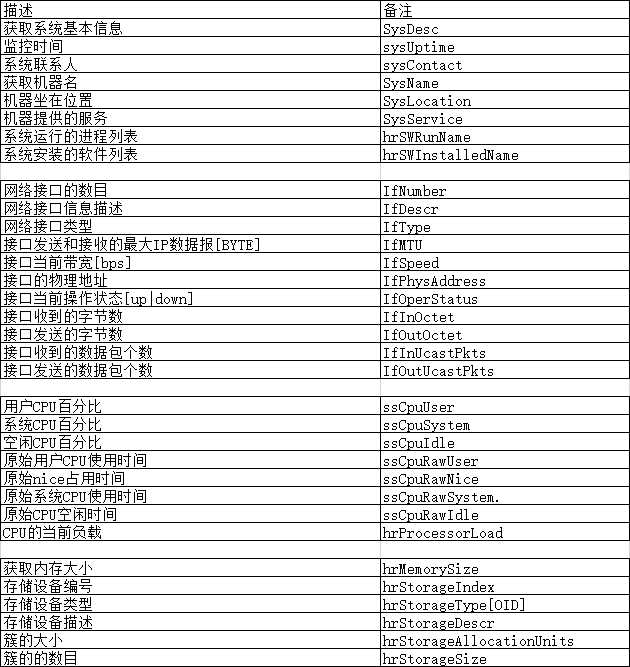 描述 备注
获取系统基本信息 SysDesc
监控时间 sysUptime
系统联系人 sysContact
获取机器名 SysName
机器坐在位置 SysLocation
机器提供的服务 SysService
系统运行的进程列表 hrSWRunName
系统安装的软件列表 hrSWInstalledName
网络接口的数目 IfNumber
网络接口信息描述 IfDescr
网络接口类型 IfType
接口发送和接收的最大IP数据报[BYTE] IfMTU
接口当前带宽[bps] IfSpeed
接口的物理地址 IfPhysAddress
接口当前操作状态[up|down] IfOperStatus
接口收到的字节数 IfInOctet
接口发送的字节数 IfOutOctet
接口收到的数据包个数 IfInUcastPkts
接口发送的数据包个数 IfOutUcastPkts
用户CPU百分比 ssCpuUser
系统CPU百分比 ssCpuSystem
空闲CPU百分比 ssCpuIdle
原始用户CPU使用时间 ssCpuRawUser
原始nice占用时间 ssCpuRawNice
原始系统CPU使用时间 ssCpuRawSystem.
原始CPU空闲时间 ssCpuRawIdle
CPU的当前负载 hrProcessorLoad
获取内存大小 hrMemorySize
存储设备编号 hrStorageIndex
存储设备类型 hrStorageType[OID]
存储设备描述 hrStorageDescr
簇的大小 hrStorageAllocationUnits
簇的的数目 hrStorageSize